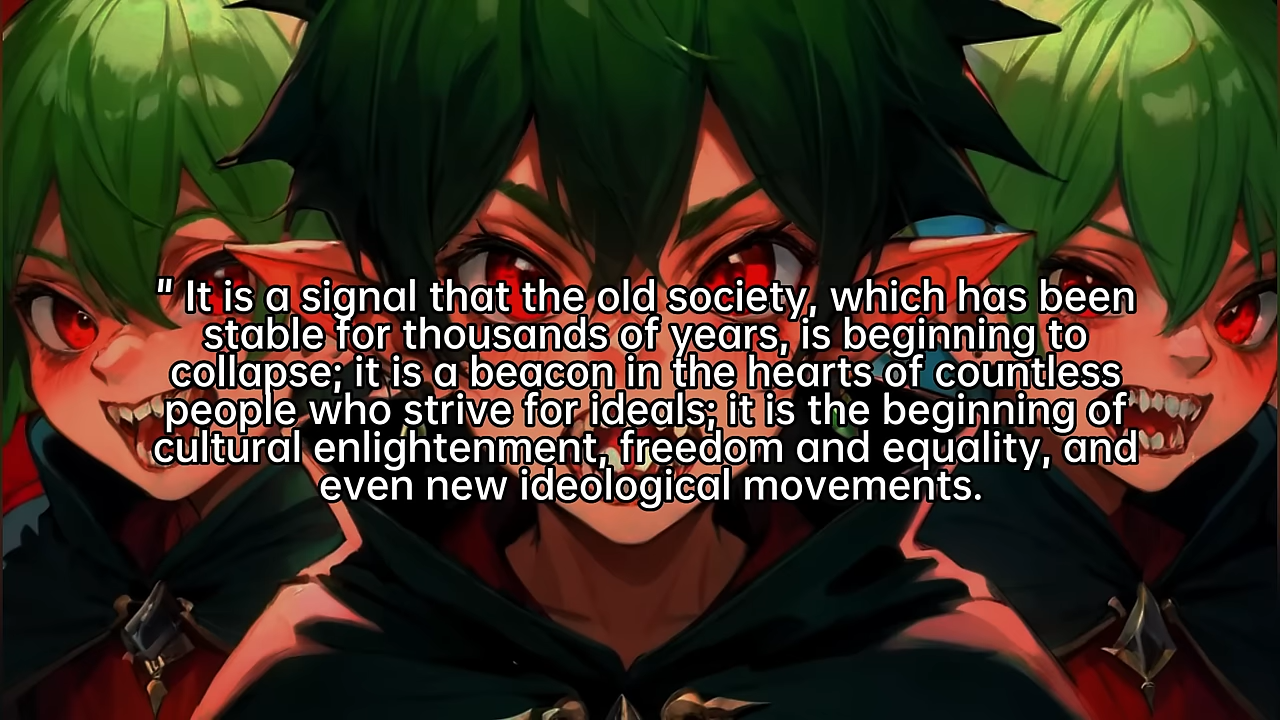 " It is a signal that the old society, which has been
stable for thousands of years, is beginning to
collapse; it is a beacon in the hearts of countless
people who strive for ideals; it is the beginning of
cultural enlightenment, freedom and equality, and
even new ideological movements.